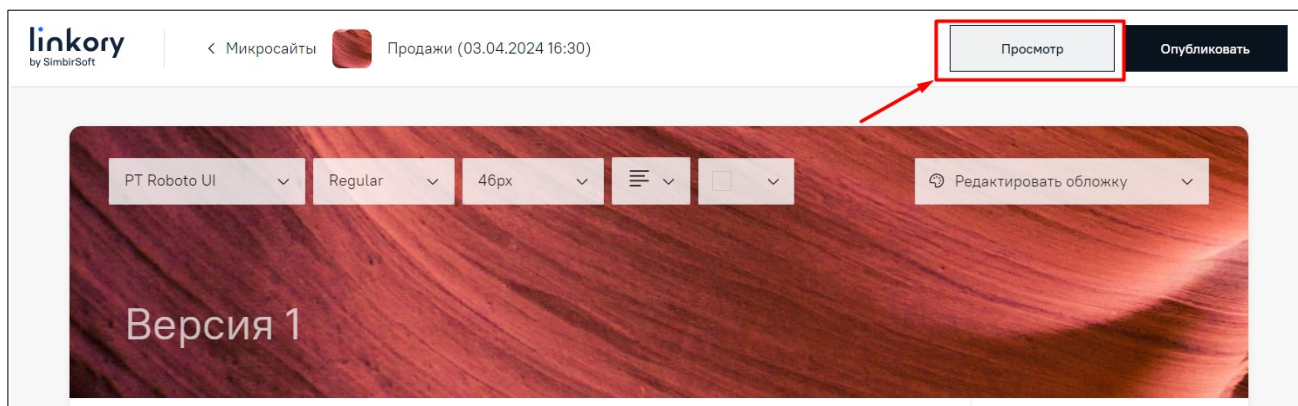 linkory
by SimbirSoft
Микросайты
Продажи (03.04.2024 16:30)
Просмотр
Опубликовать
PT Roboto UI
Regular
46px
Редактировать обложку
Версия 1